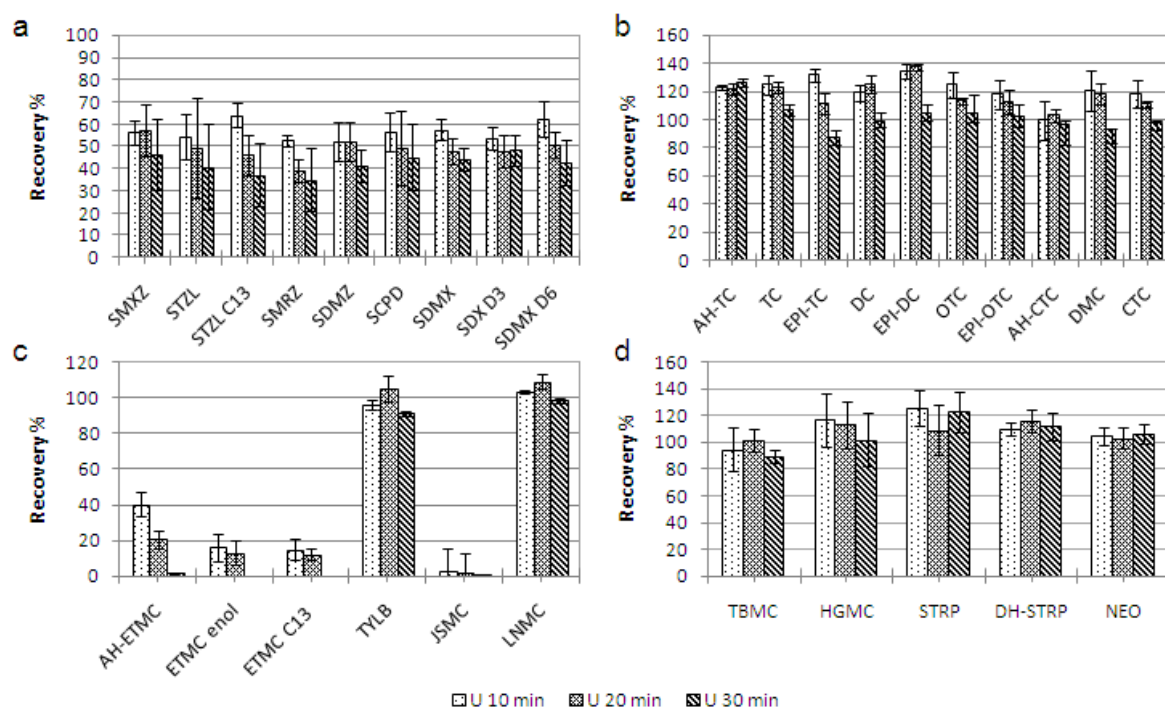 a
Recovery %
100
90
80
70
60
50
40
30
20
10
0
SMXZ
STZL
STZL C13
SMRZ
SDMZ
SCPD
SDMX
SDX D3
SDMX D6
b
Recovery %
160
140
120
100
80
60
40
20
0
AH-TC
TC
EPI-TC
DC
EPI-DC
OTC
EPI-OTC
AH-CTC
DMC
CTC
c
Recovery %
120
100
80
60
40
20
0
AH-ETMC
ETMC enol
ETMC C13
TYLB
JSMC
LNMC
d
Recovery %
160
140
120
100
80
60
40
20
0
TBMC
HGMC
STRP
DH-STRP
NEO
U 10 min U 20 min U 30 min